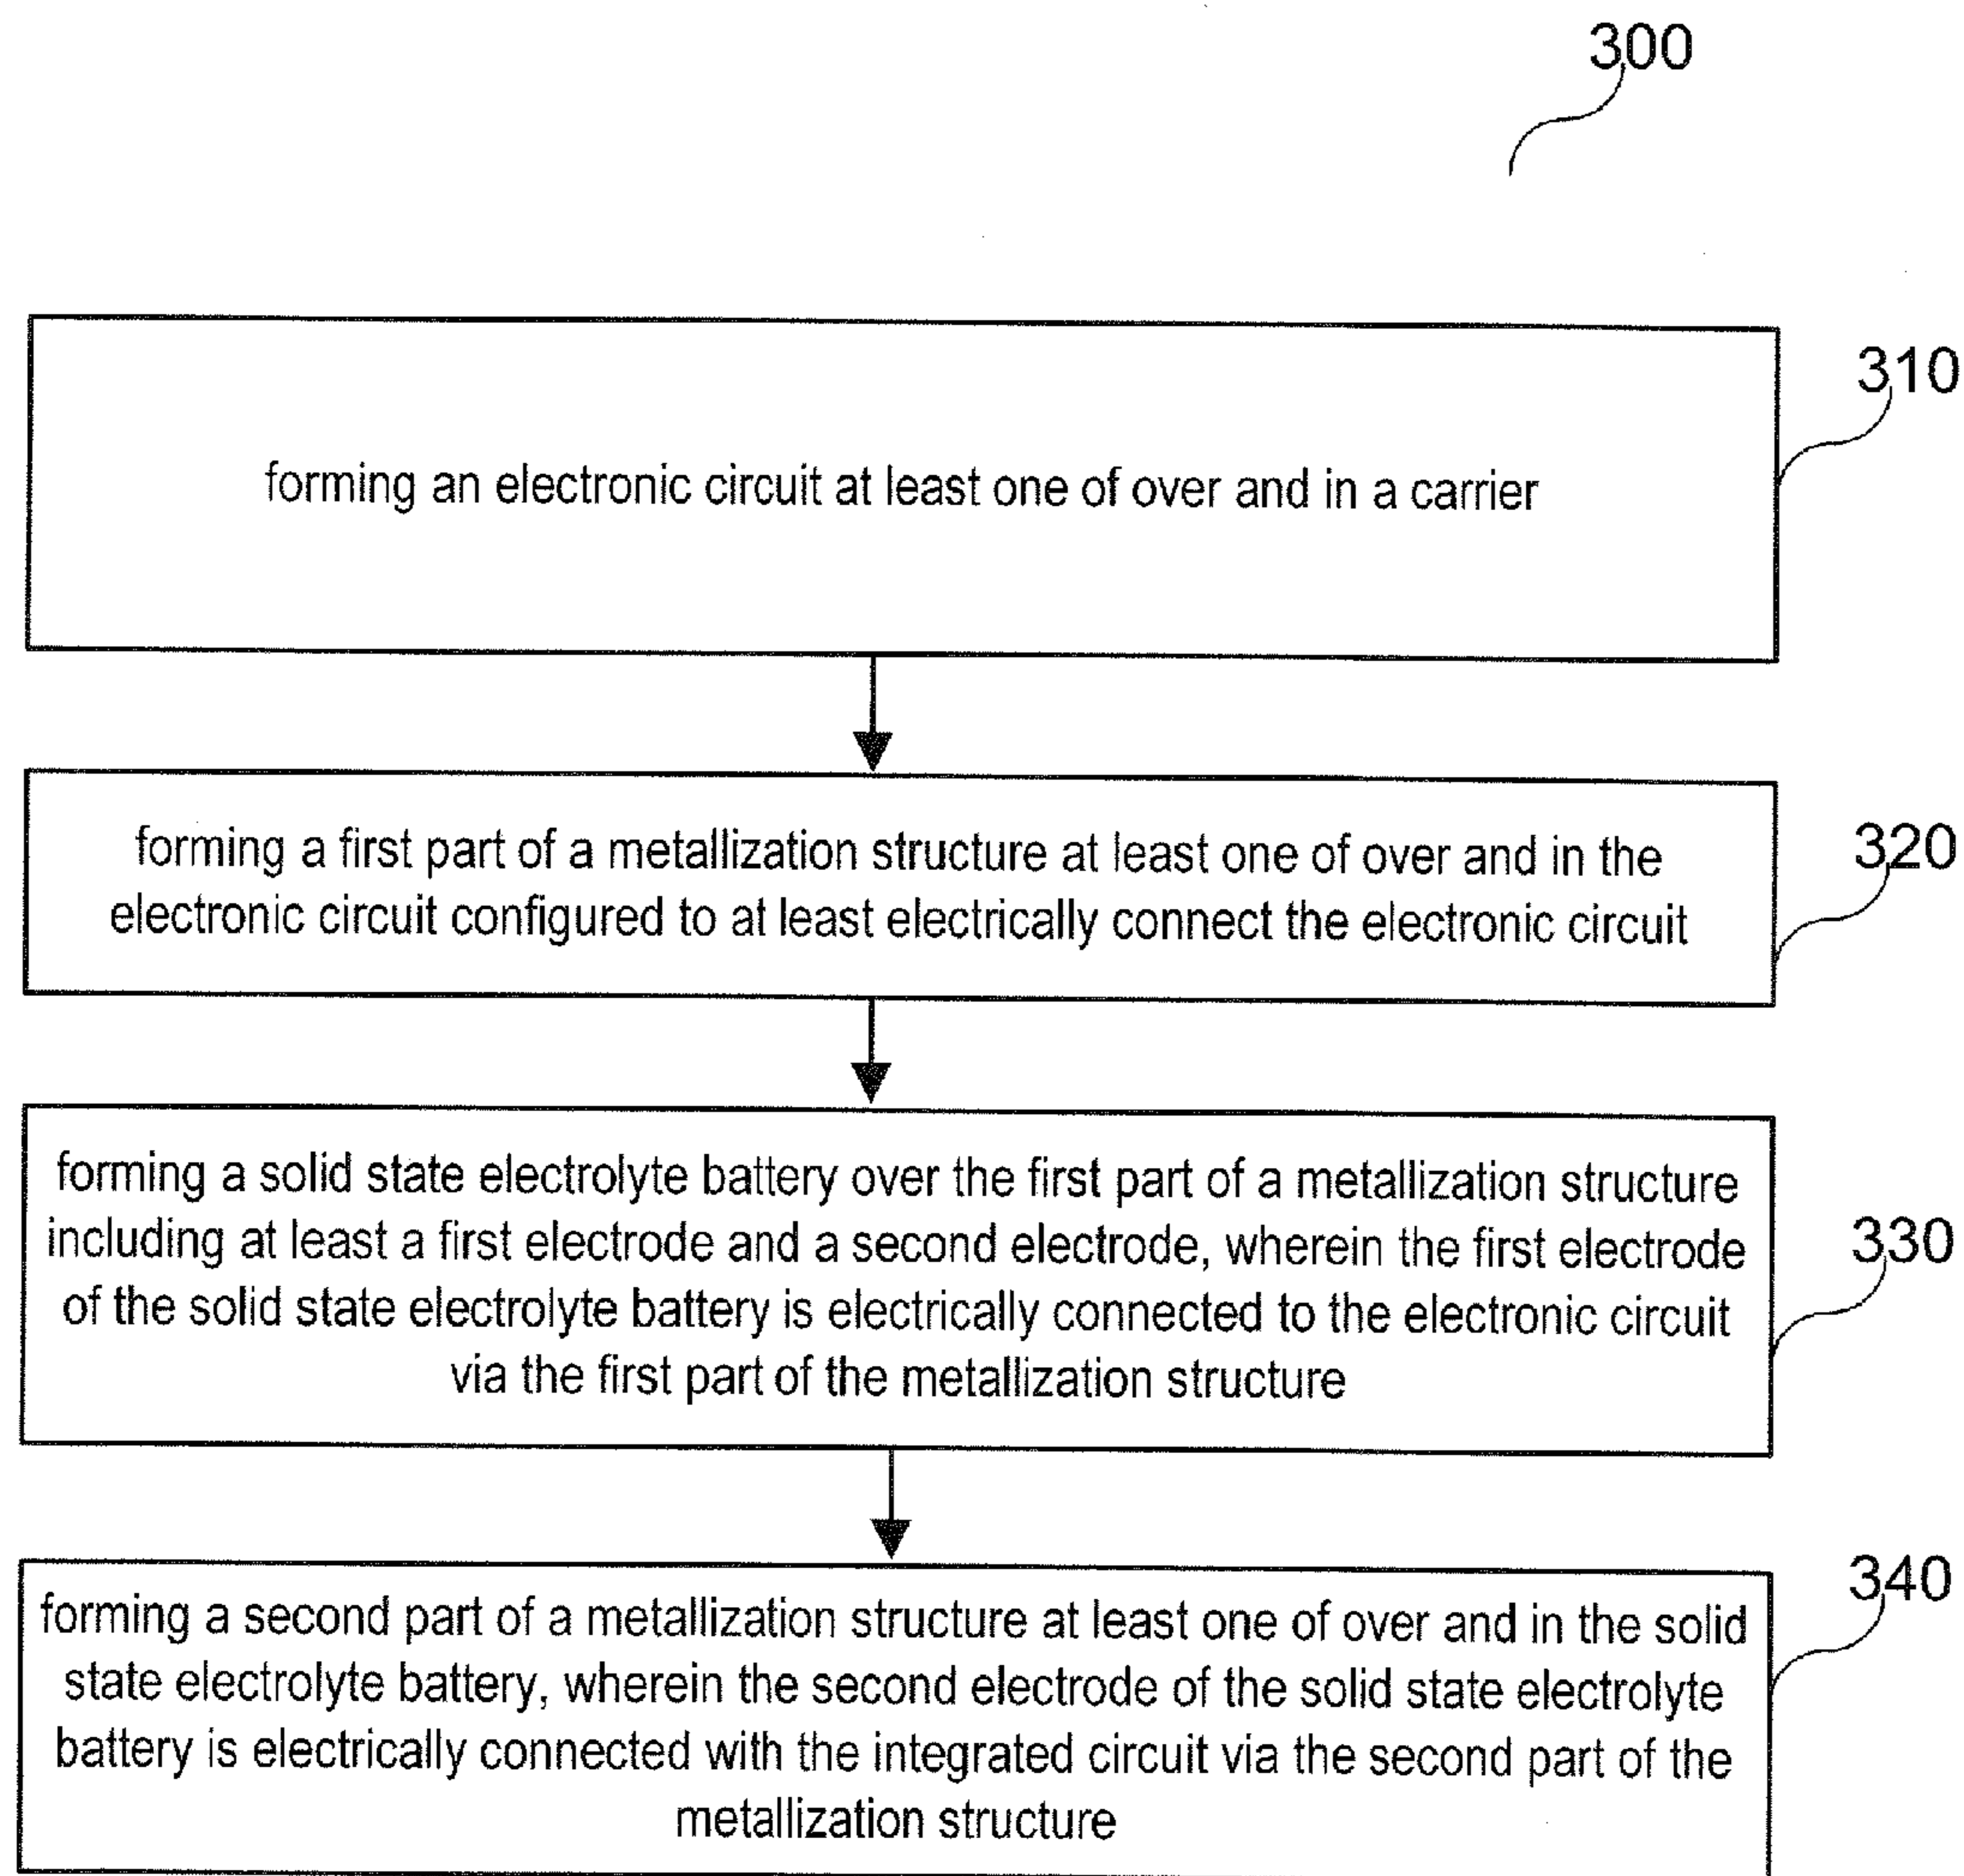 300
310
forming an electronic circuit at least one of over and in a carrier
320
forming a first part of a metallization structure at least one of over and in the
electronic circuit configured to at least electrically connect the electronic circuit
330
forming a solid state electrolyte battery over the first part of a metallization structure
including at least a first electrode and a second electrode, wherein the first electrode
of the solid state electrolyte battery is electrically connected to the electronic circuit
via the first part of the metallization structure
340
forming a second part of a metallization structure at least one of over and in the solid
state electrolyte battery, wherein the second electrode of the solid state electrolyte
battery is electrically connected with the integrated circuit via the second part of the
metallization structure